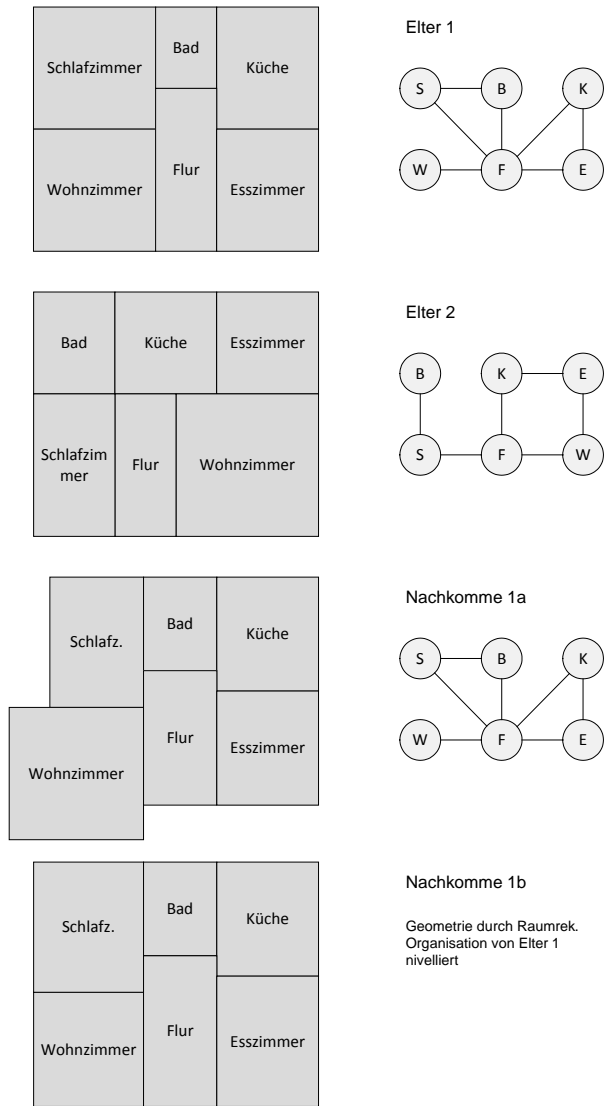 Elter 1
Schlafzimmer
Bad
Küche
Wohnzimmer
Flur
Esszimmer
S
B
K
W
F
E
Elter 2
Bad
Küche
Esszimmer
Schlafzim
mer
Flur
Wohnzimmer
B
K
E
S
F
W
Nachkomme 1a
Schlafz.
Bad
Küche
Wohnzimmer
Flur
Esszimmer
S
B
K
W
F
E
Nachkomme 1b
Schlafz.
Bad
Küche
Wohnzimmer
Flur
Esszimmer
Geometrie durch Raumrek.
Organisation von Elter 1
nivelliert